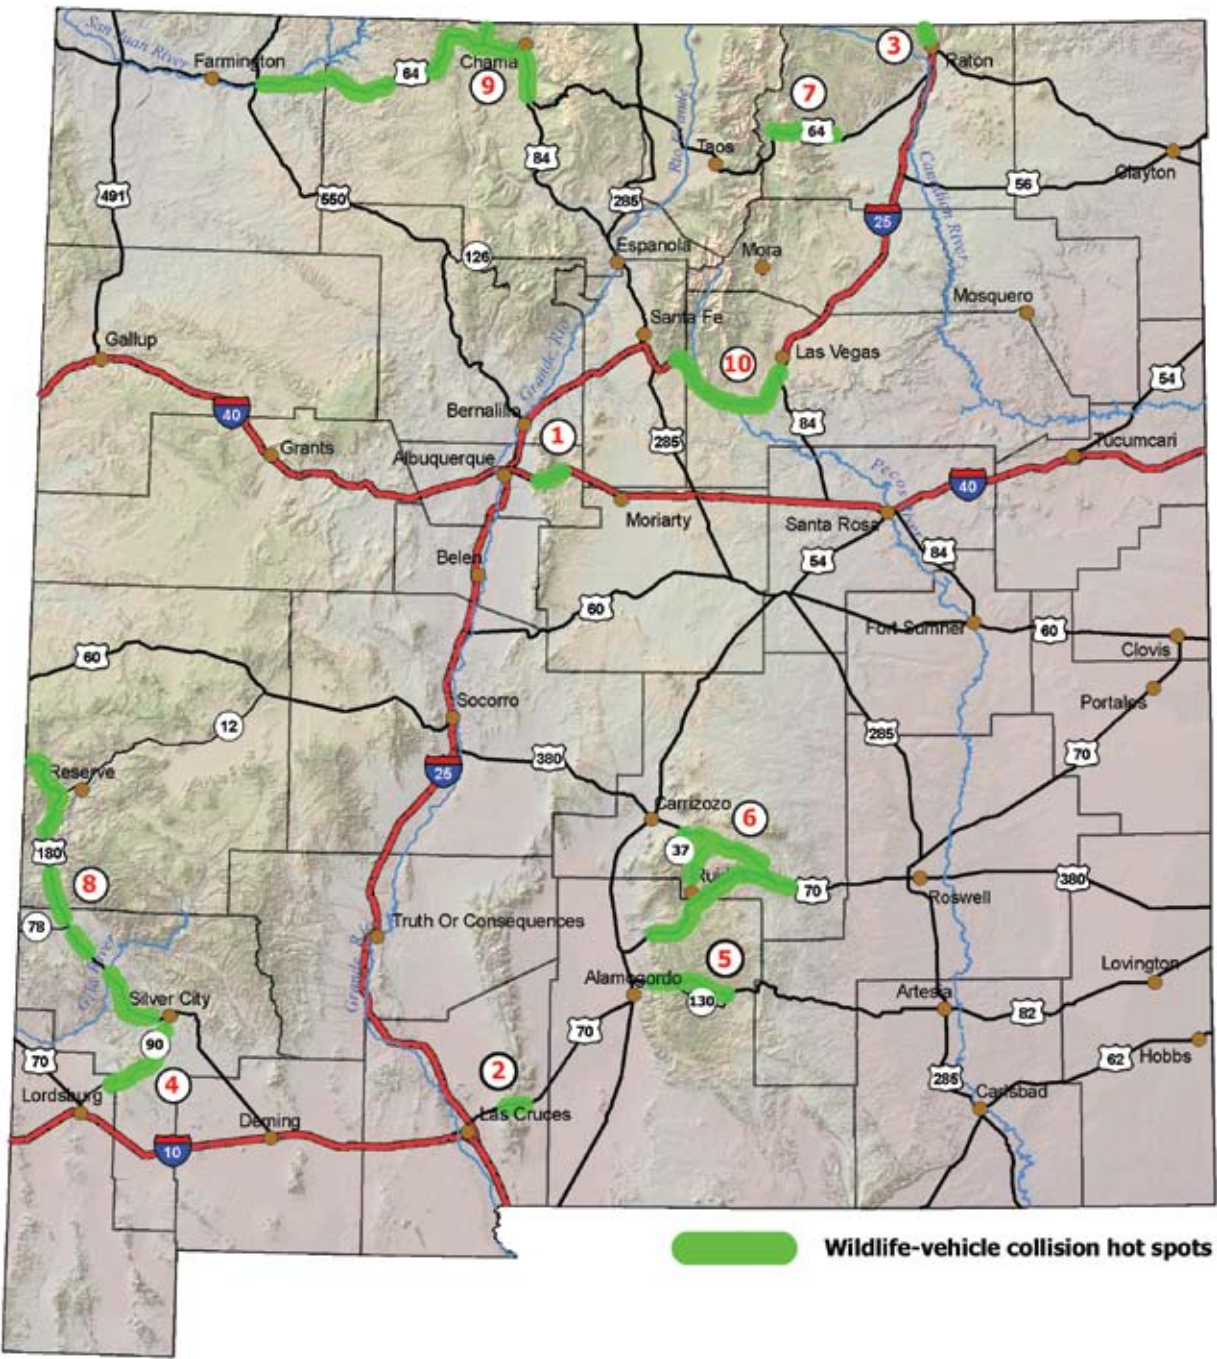 San Juan River
Farmington
64
Chama
9
3
Raton
7
64
Rio Grande
Taos
84
Clayton
491
550
285
56
Canadian River
25
126
Espanola
Mora
Mosquero
Santa Fe
Gallup
Grande Rio
10
Las Vegas
54
40
Bernalillo
1
84
Grants
Albuquerque
285
Tucumcari
Pecos
40
Moriarty
Santa Rosa
Belen
54
84
60
Fort Sumner
60
Clovis
60
Socorro
Portales
12
285
380
70
25
Reserve
Carrizozo
6
180
37
8
70
380
Roswell
78
Truth Or Consequences
Gila River
5
Lovington
Alamogordo
Silver City
130
Artesia
82
90
70
70
2
62
Hobbs
4
285
Lordsburg
Las Cruces
Carlsbad
Deming
10
Wildlife-vehicle collision hot spots